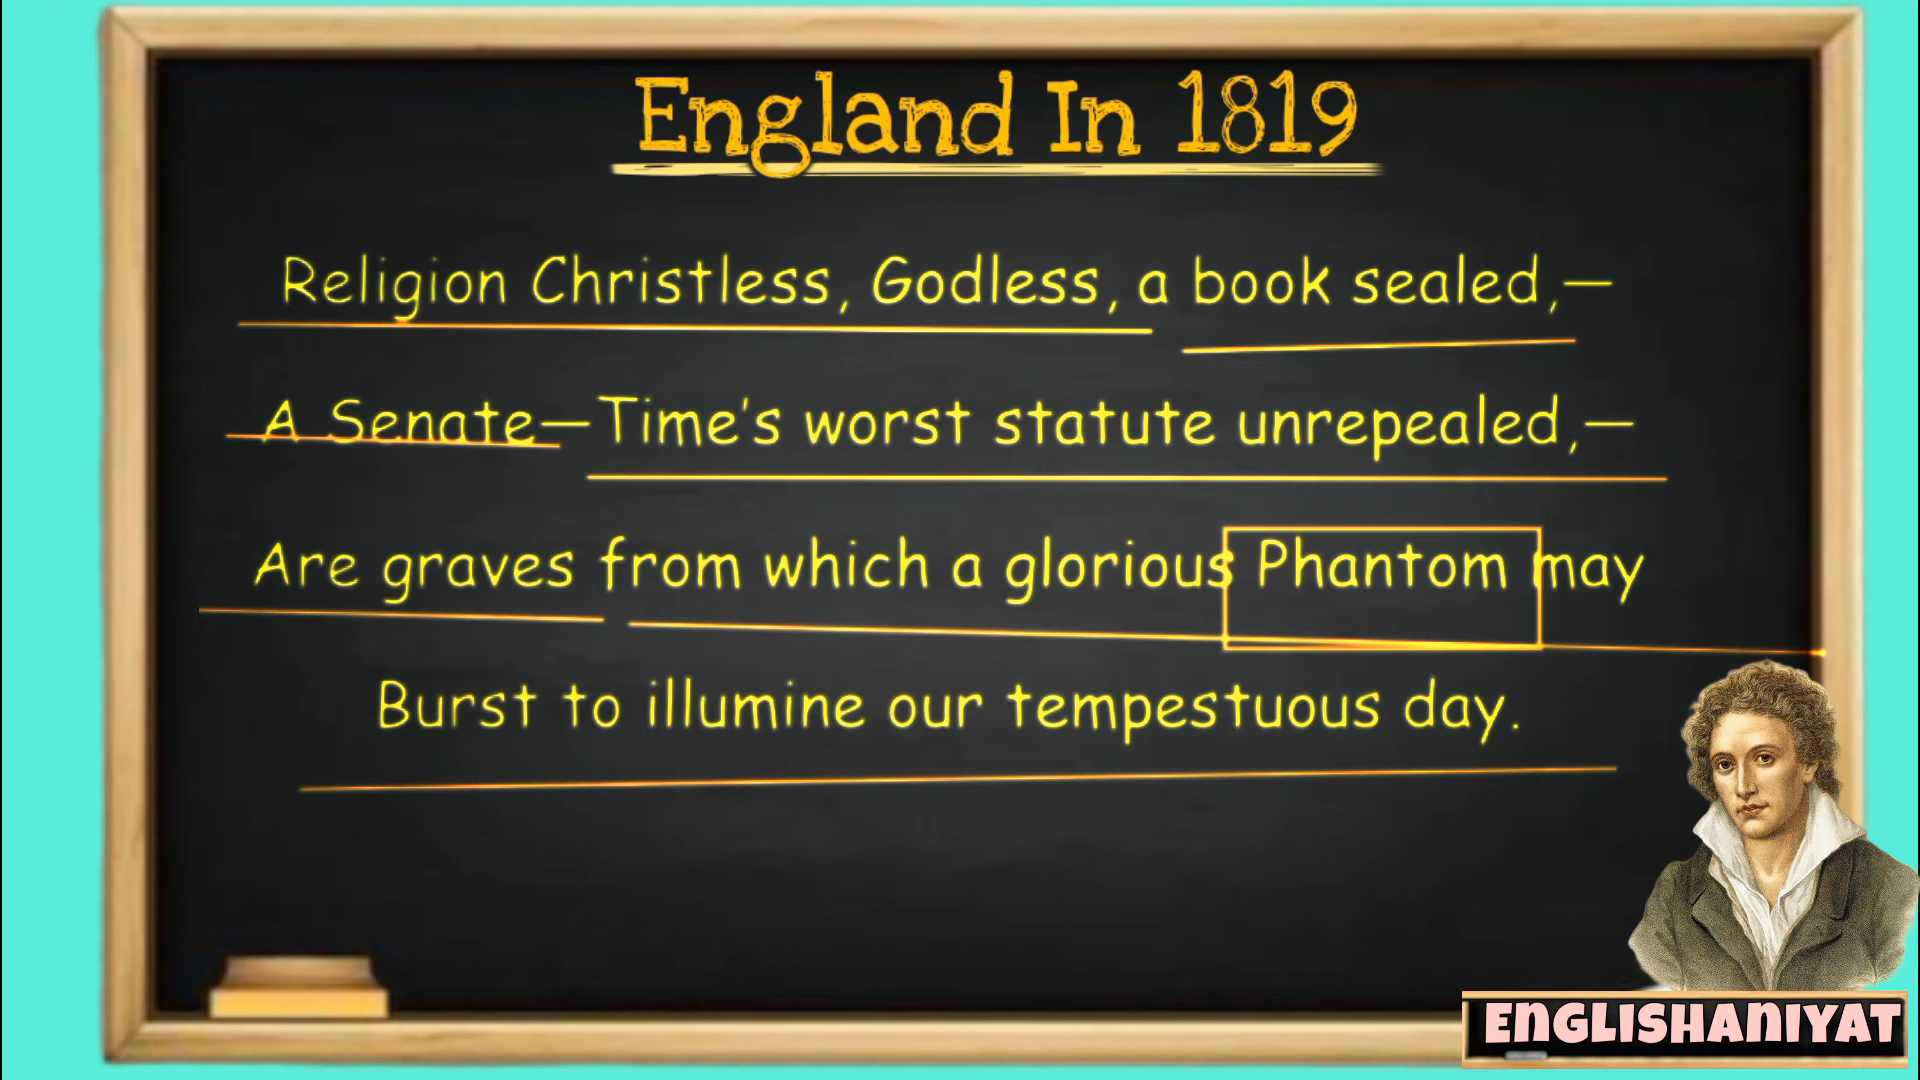 England In 1819
Religion Christless, Godless, a book sealed,—
A Senate—Time's worst statute unrepealed,—
Are graves from which a glorious Phantom may
Burst to illumine our tempestuous day.
ENGLISHANIYAT